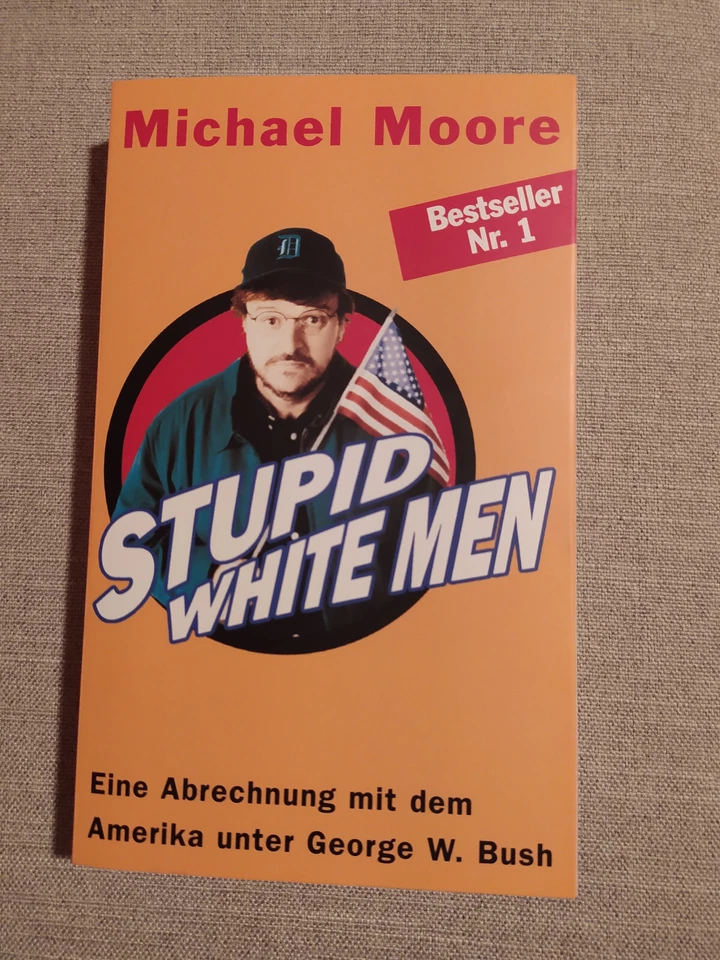 Michael Moore
Bestseller
Nr. 1
D
STUPID
WHITE MEN
Eine Abrechnung mit dem
Amerika unter George W. Bush